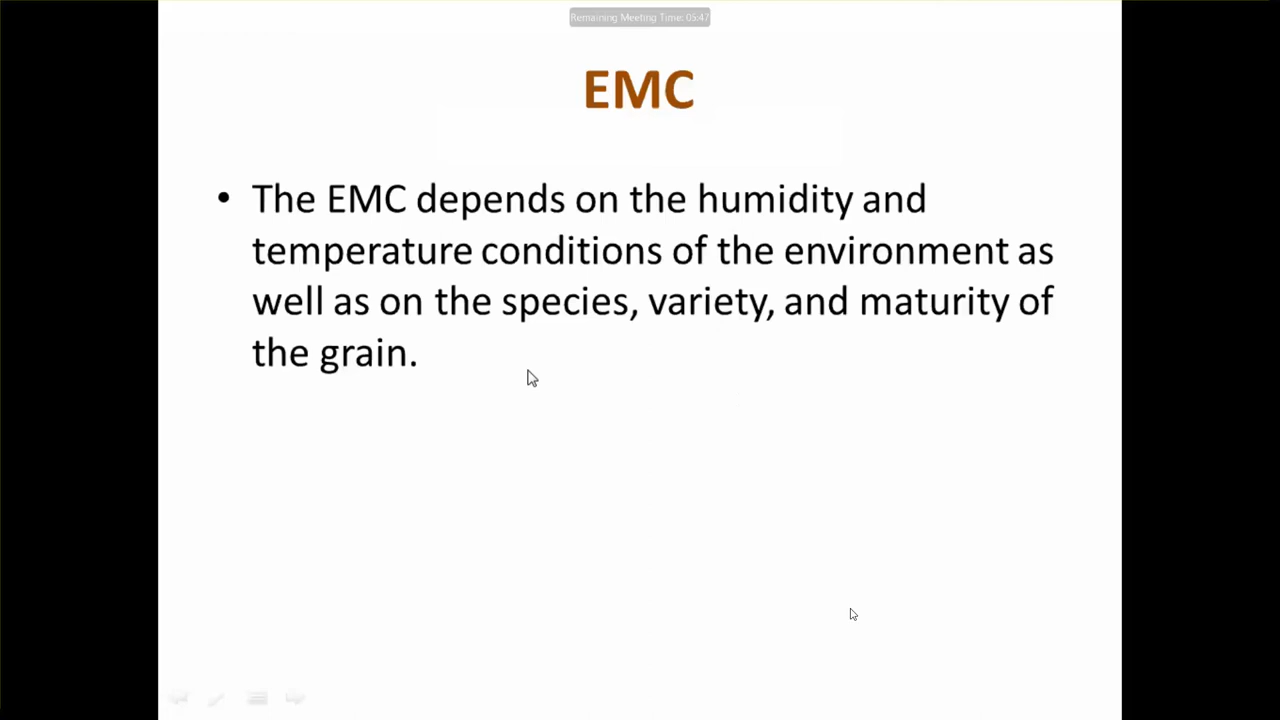 Remaining Meeting Time: 05:47
EMC
• The EMC depends on the humidity and
temperature conditions of the environment as
well as on the species, variety, and maturity of
the grain.